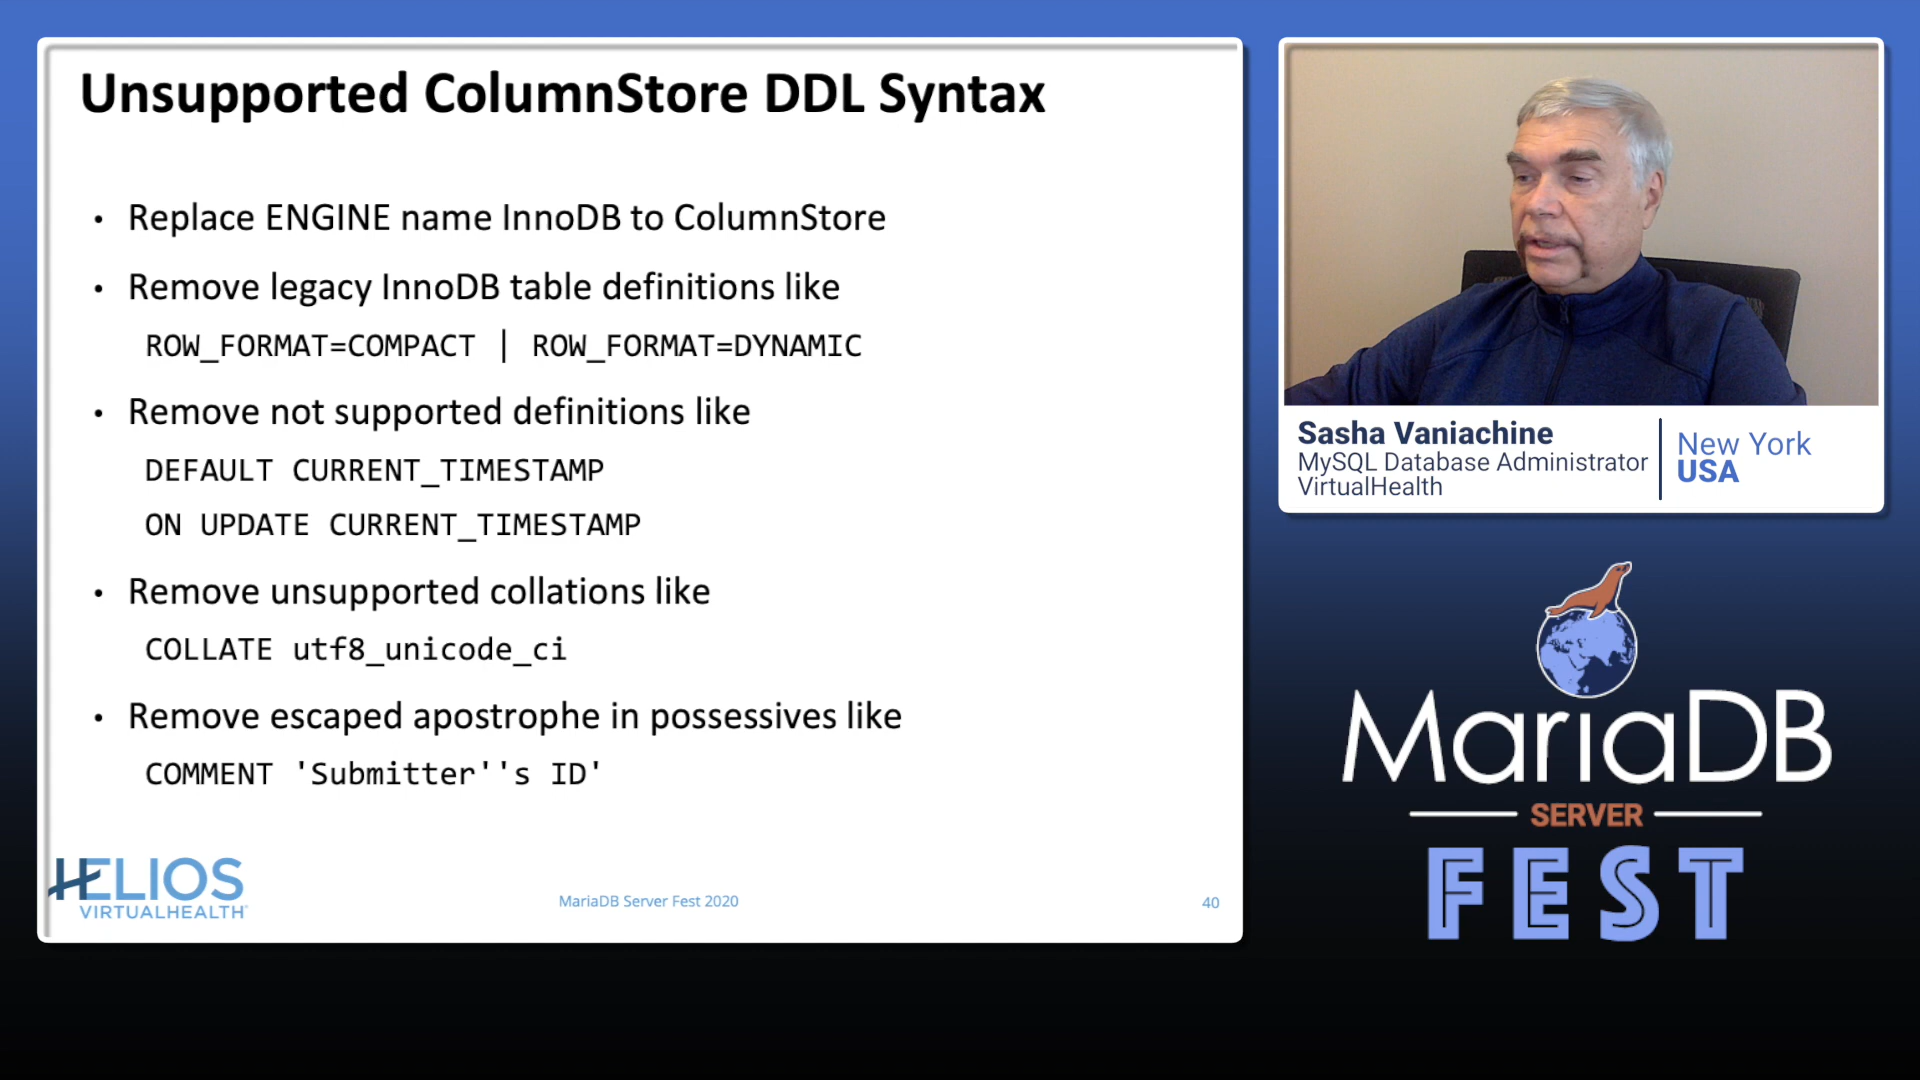 Unsupported ColumnStore DDL Syntax
• Replace ENGINE name InnoDB to ColumnStore
• Remove legacy InnoDB table definitions like
ROW_FORMAT=COMPACT | ROW_FORMAT=DYNAMIC
• Remove not supported definitions like
DEFAULT CURRENT_TIMESTAMP
ON UPDATE CURRENT_TIMESTAMP
• Remove unsupported collations like
COLLATE utf8_unicode_ci
• Remove escaped apostrophe in possessives like
COMMENT 'Submitter''s ID'
HELIOS
VIRTUALHEALTH
MariaDB Server Fest 2020
40
Sasha Vaniachine
MySQL Database Administrator
VirtualHealth
New York
USA
MariaDB
SERVER
FEST